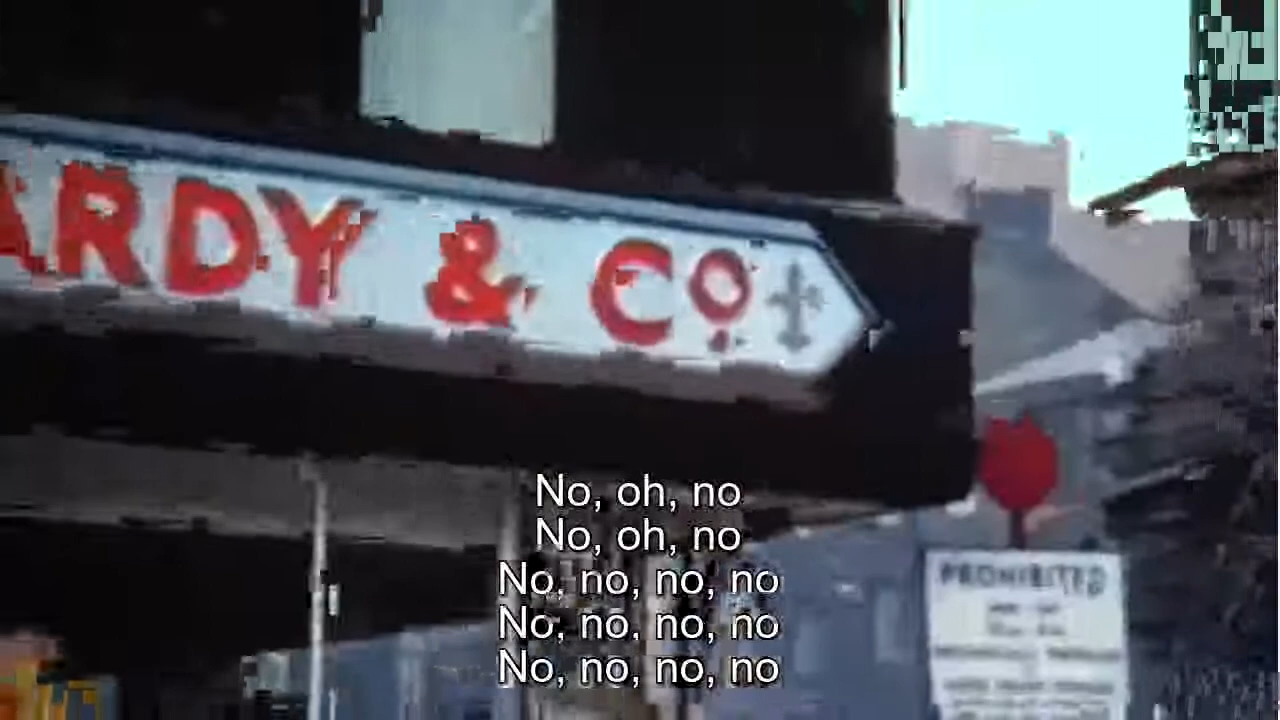 ARDY & Co
PROHIBITED
No, oh, no
No, oh, no
No, no, no, no
No, no, no, no
No, no, no, no